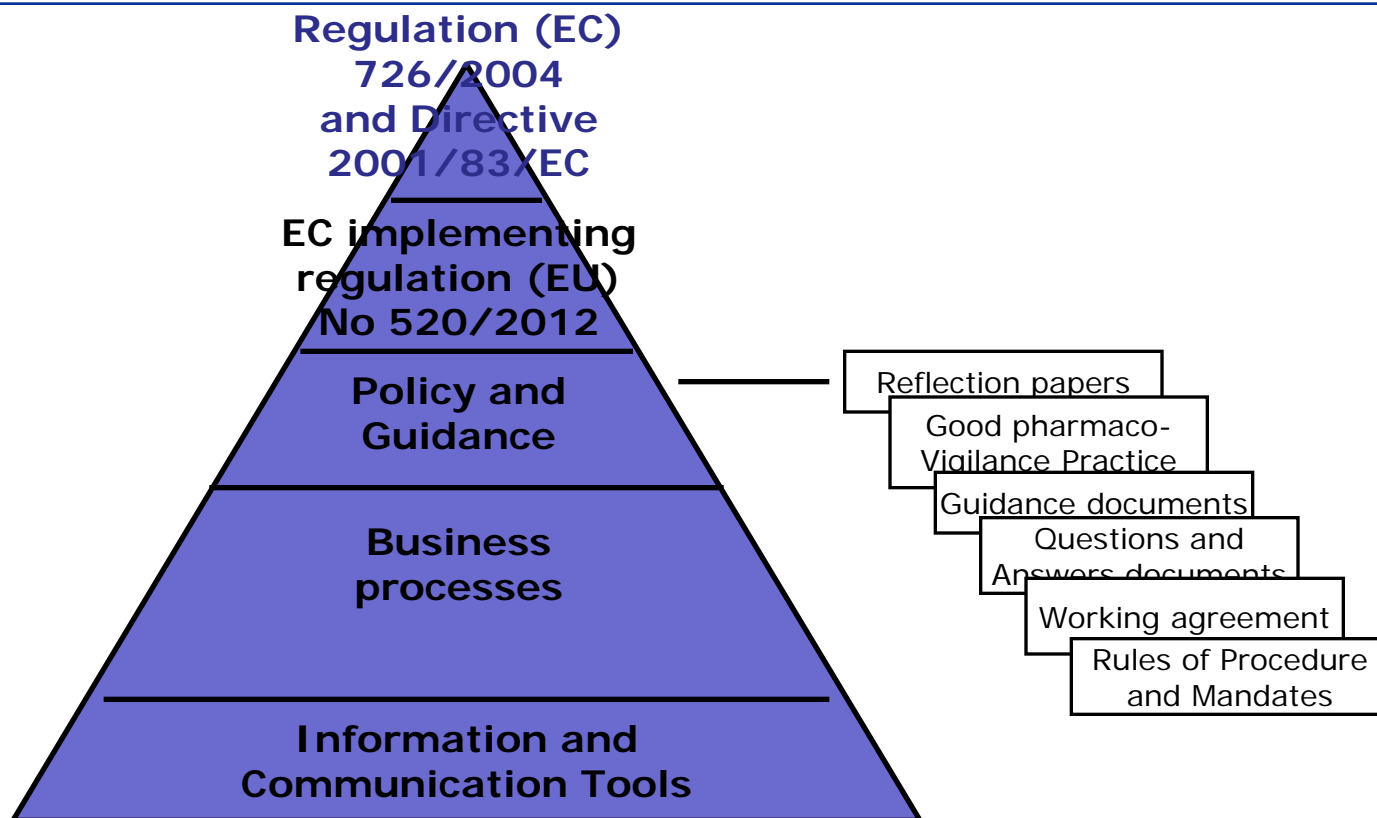 Regulation (EC)
726/2004
and Directive
2001/83/EC
EC implementing
regulation (EU)
No 520/2012
Policy and
Guidance
Business
processes
Information and
Communication Tools
Reflection papers
Good pharmaco-
Vigilance Practice
Guidance documents
Questions and
Answers documents
Working agreement
Rules of Procedure
and Mandates